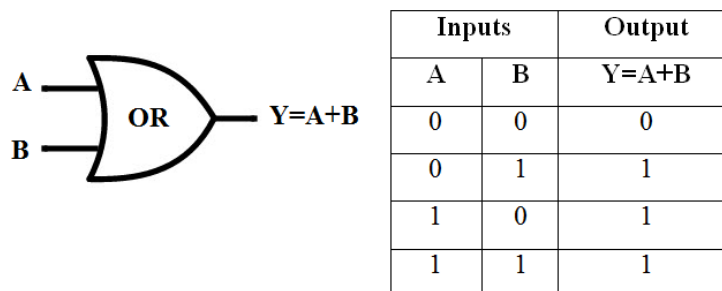 A
B
OR
Y=A+B
Inputs Output
A B Y=A+B
0 0 0
0 1 1
1 0 1
1 1 1